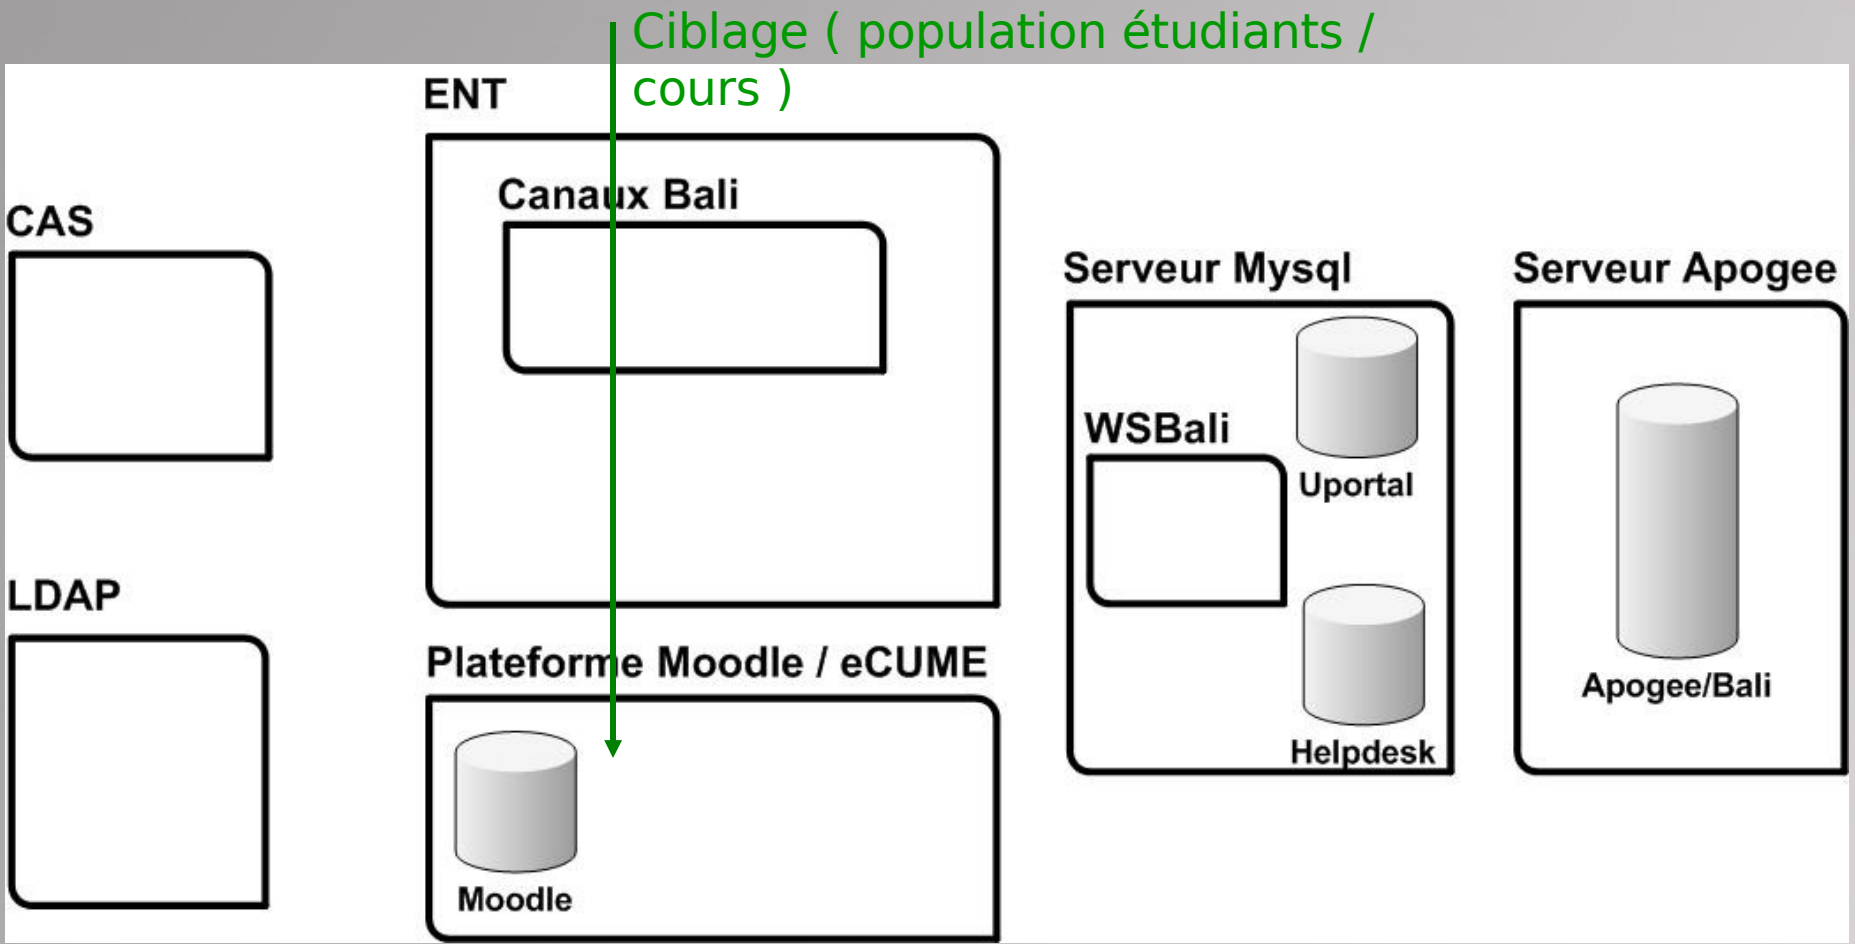 Ciblage ( population étudiants /
cours )
ENT
Canaux Bali
CAS
Serveur Mysql
Serveur Apogee
WSBali
Uportal
LDAP
Plateforme Moodle / eCUME
Apogee/Bali
Helpdesk
Moodle